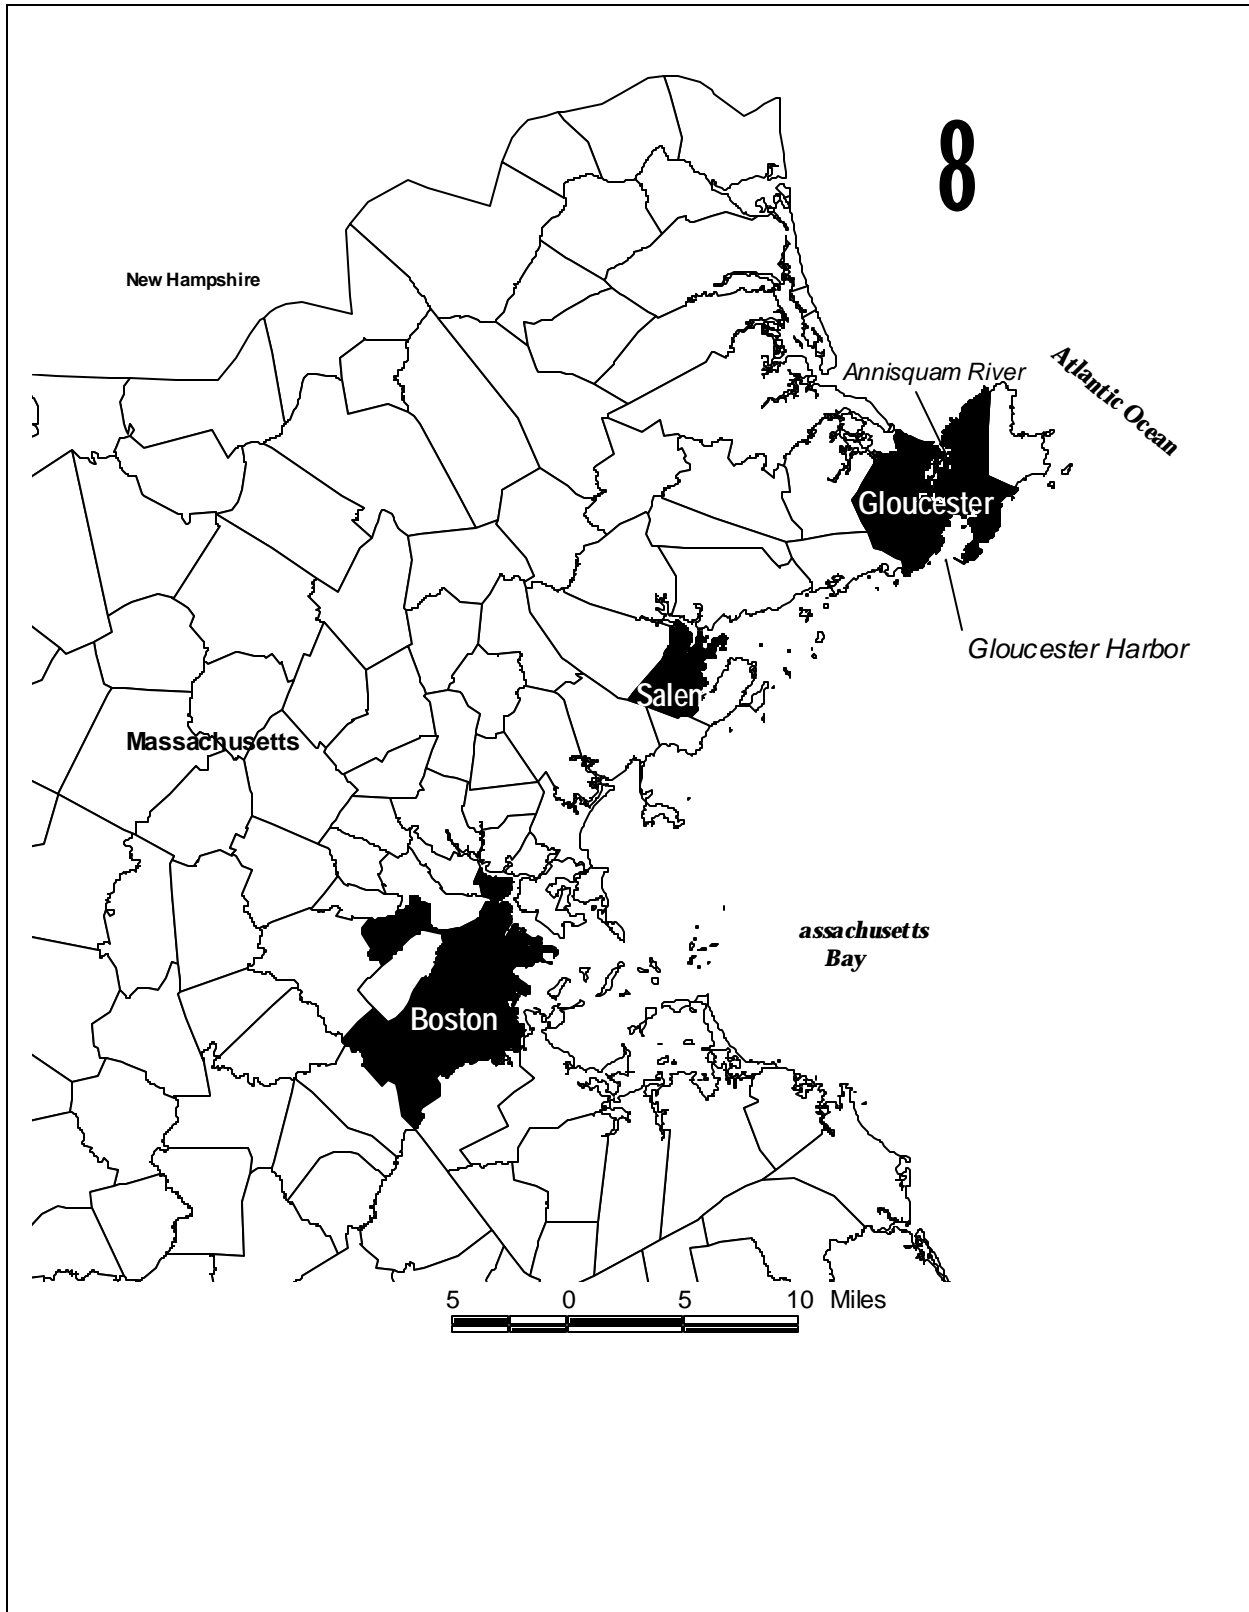 8
New Hampshire
Atlantic Ocean
Annisquam River
Gloucester
Gloucester Harbor
Salem
Massachusetts
assachusetts
Bay
Boston
5 0 5 10 Miles